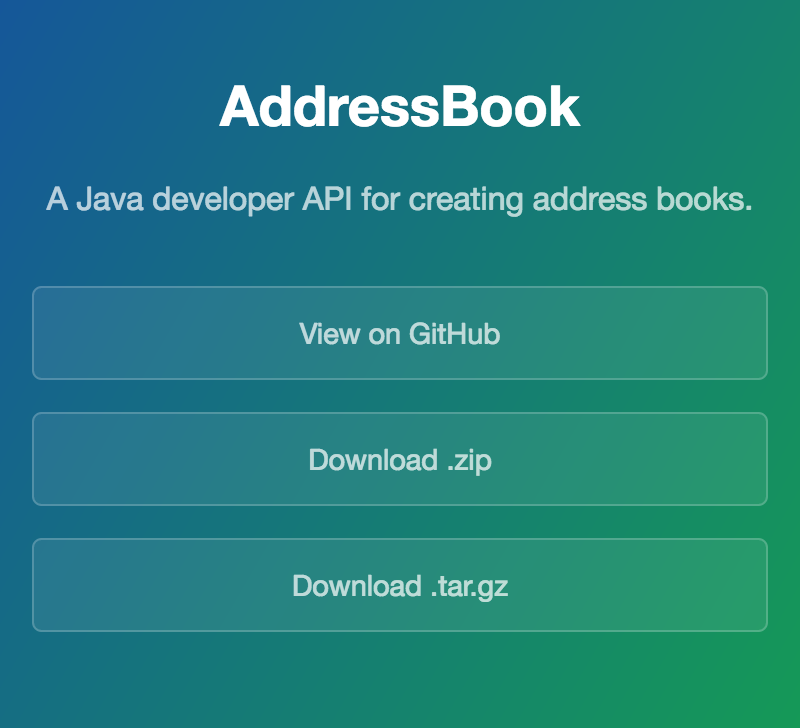 AddressBook
A Java developer API for creating address books.
View on GitHub
Download .zip
Download .tar.gz